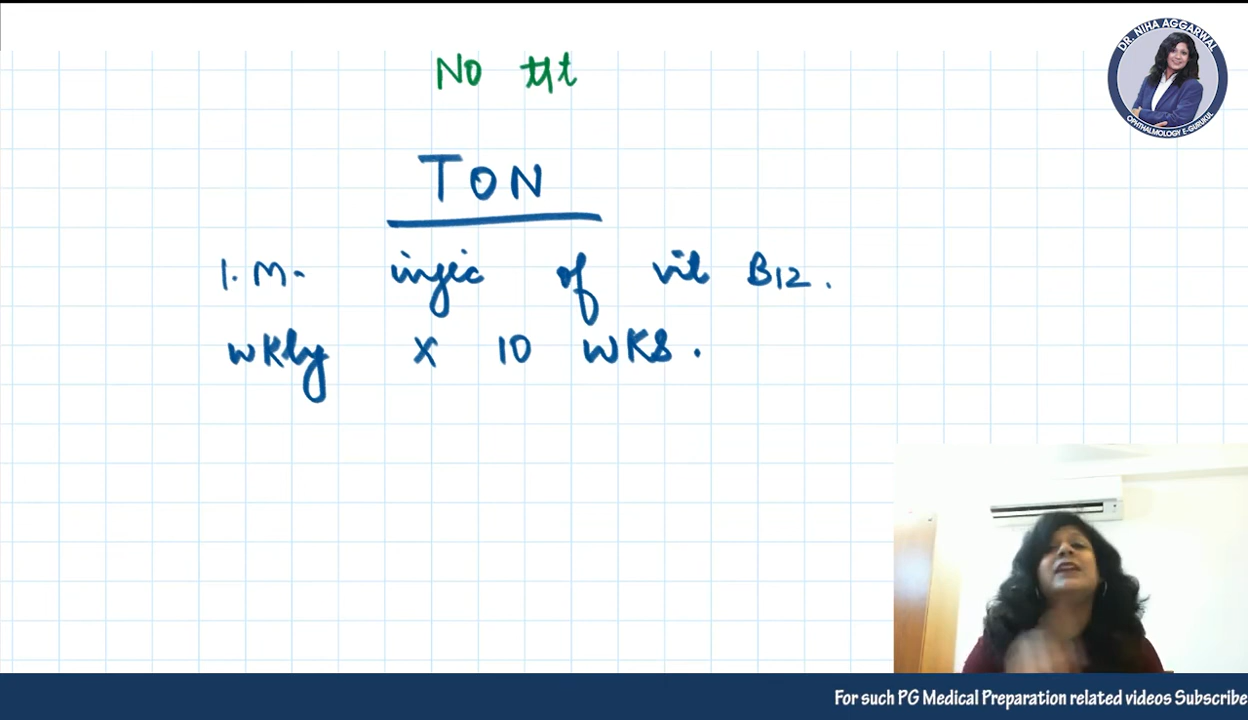 DR. NIHA AGGARWAL
OPHTHALMOLOGY E-GURUKUL
NO ttt
TON
I.M. injec of vit B12.
wkly x 10 wks.
For such PG Medical Preparation related videos Subscribe